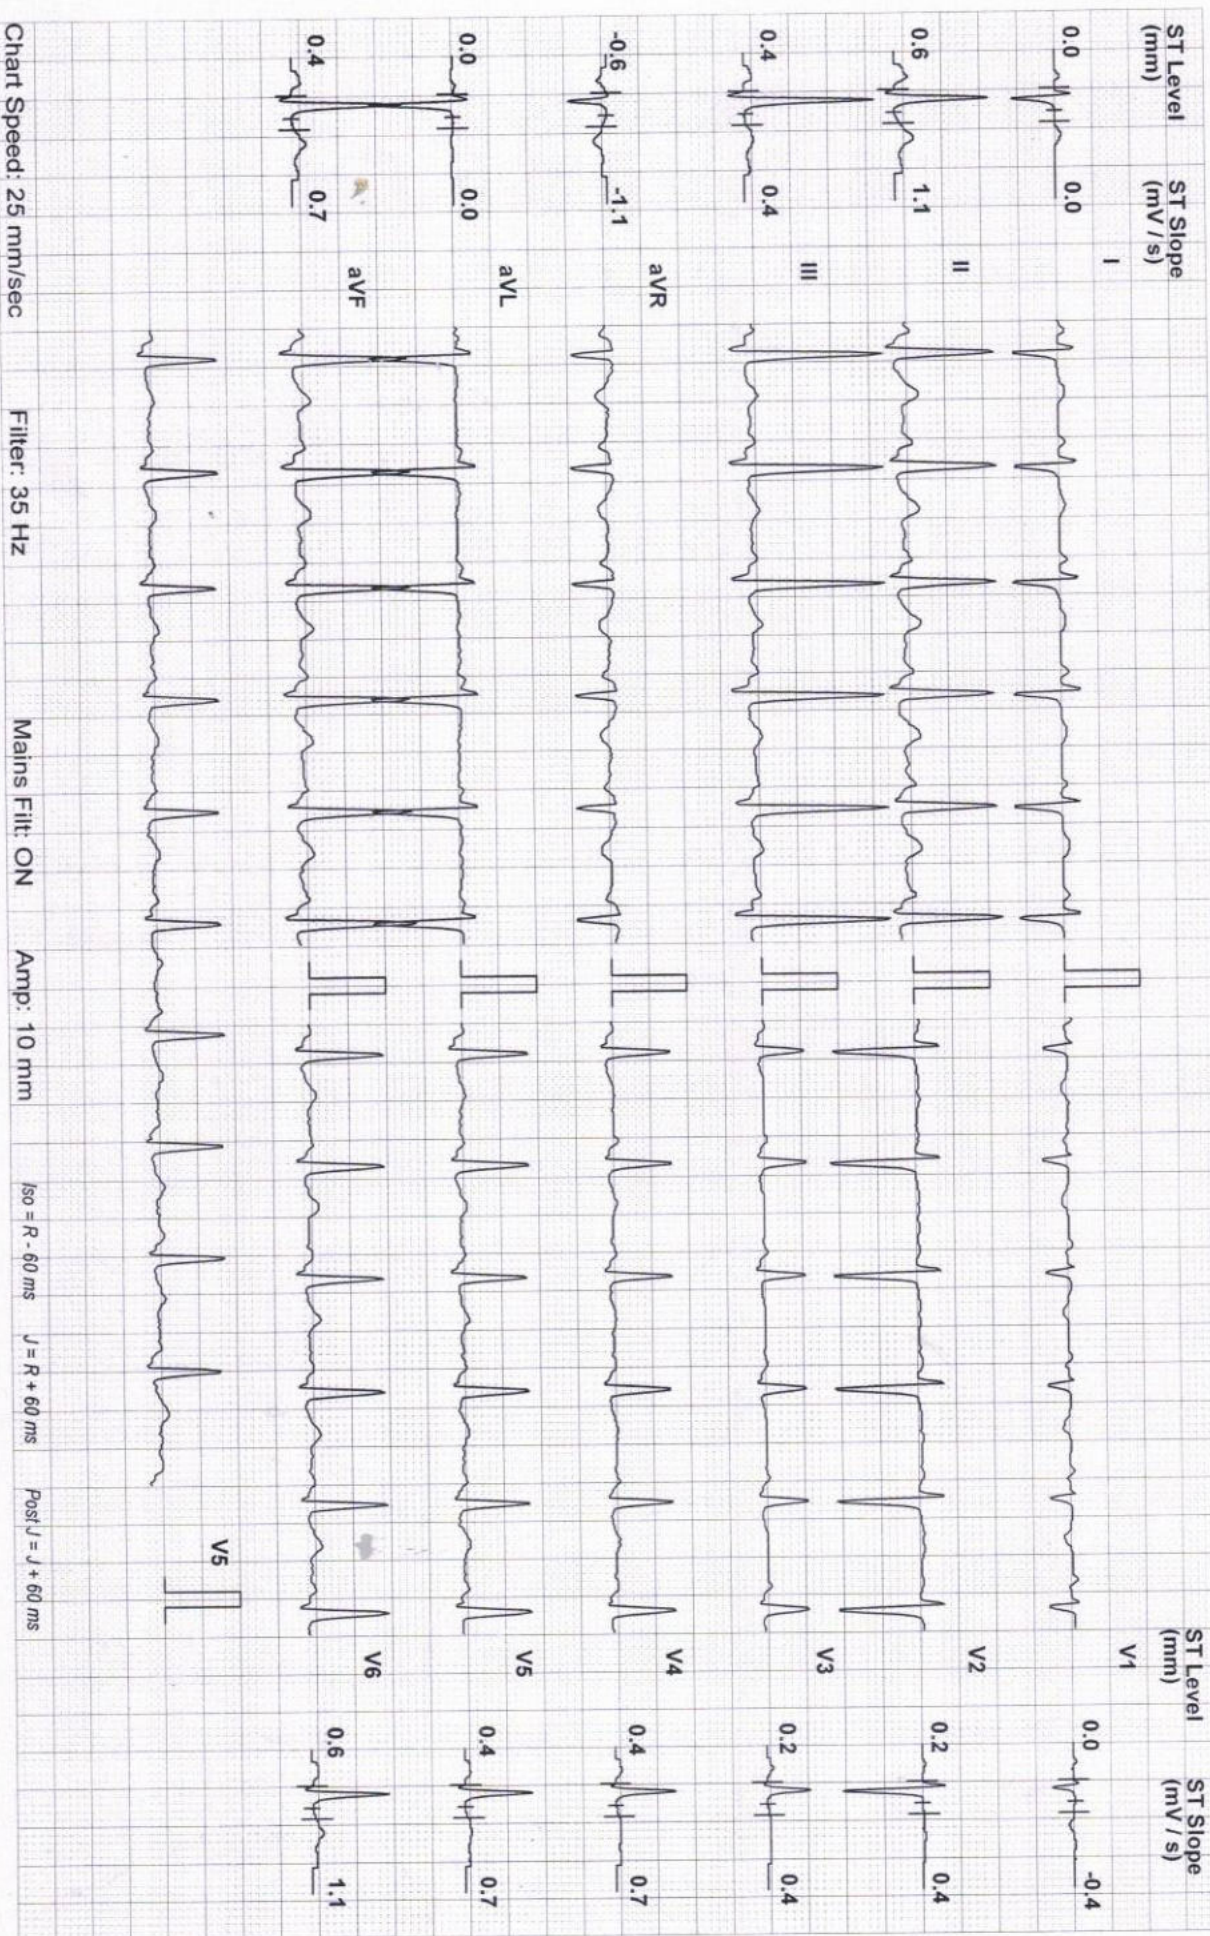 ST Level
(mm)
ST Slope
(mV / s)
I
0.0
0.0
II
0.6
1.1
III
0.4
0.4
aVR
-0.6
-1.1
aVL
0.0
0.0
aVF
0.4
0.7
V1
ST Level
(mm)
ST Slope
(mV / s)
0.0
-0.4
V2
0.2
0.4
V3
0.2
0.4
V4
0.4
0.7
V5
0.4
0.7
V6
0.6
1.1
V5
Chart Speed: 25 mm/sec Filter: 35 Hz Mains Filt: ON Amp: 10 mm Iso = R - 60 ms J = R + 60 ms Post J = J + 60 ms